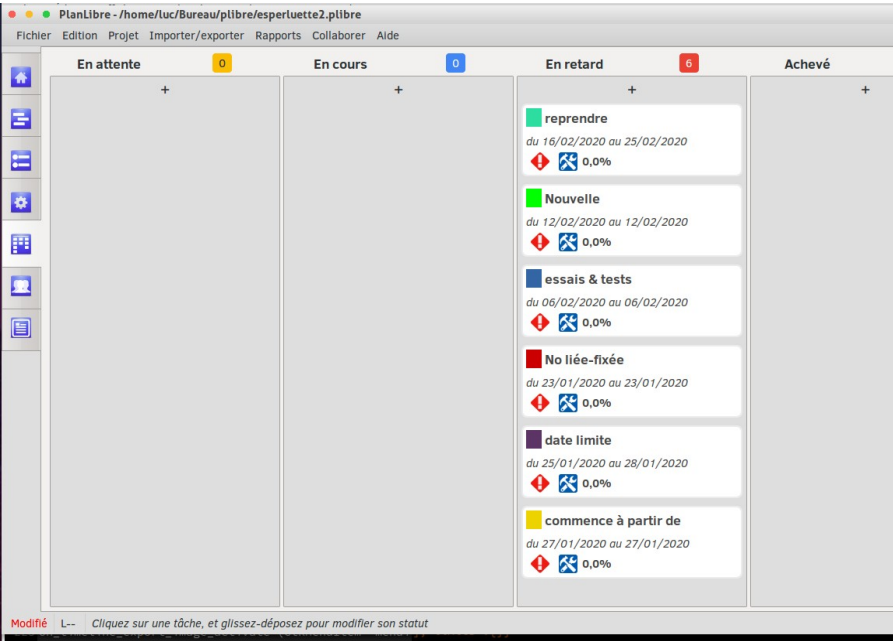 PlanLibre - /home/luc/Bureau/plibre/esperluette2.plibre
Fichier Edition Projet Importer/exporter Rapports Collaborer Aide
En attente 0 En cours 0 En retard 6 Achevé
+ + + +
reprendre
du 16/02/2020 au 25/02/2020
0,0%
Nouvelle
du 12/02/2020 au 12/02/2020
0,0%
essais & tests
du 06/02/2020 au 06/02/2020
0,0%
No liée-fixée
du 23/01/2020 au 23/01/2020
0,0%
date limite
du 25/01/2020 au 28/01/2020
0,0%
commence à partir de
du 27/01/2020 au 27/01/2020
0,0%
Modifié L-- Cliquez sur une tâche, et glissez-déposez pour modifier son statut